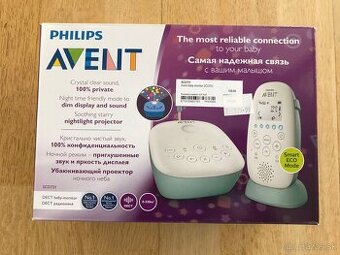 PHILIPS
AVENT
The most reliable connection
to your baby
Самая надежная связь
с вашим малышом
Crystal clear sound,
100% private
Night time friendly mode to
dim display and sound
Soothing starry
nightlight projector
Кристально-чистый звук,
100% конфиденциальность
Ночной режим - приглушенные
звук и яркость дисплея
Убаюкивающий проектор
ночного неба
AVENT
Smart
ECO
Mode
SCD731
DECT baby monitor